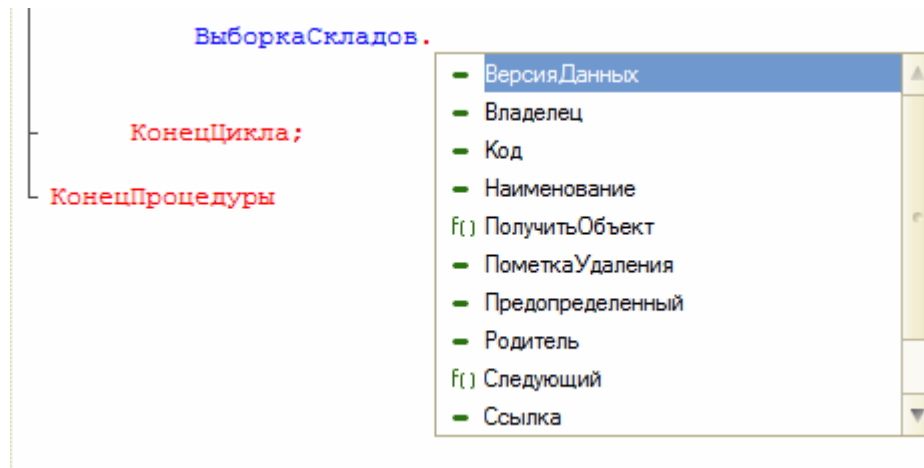 ВыборкаСкладов.
ВерсияДанных
Владелец
Код
КонецЦикла;
Наименование
КонецПроцедуры
f() ПолучитьОбъект
ПометкаУдаления
Предопределенный
Родитель
f() Следующий
Ссылка